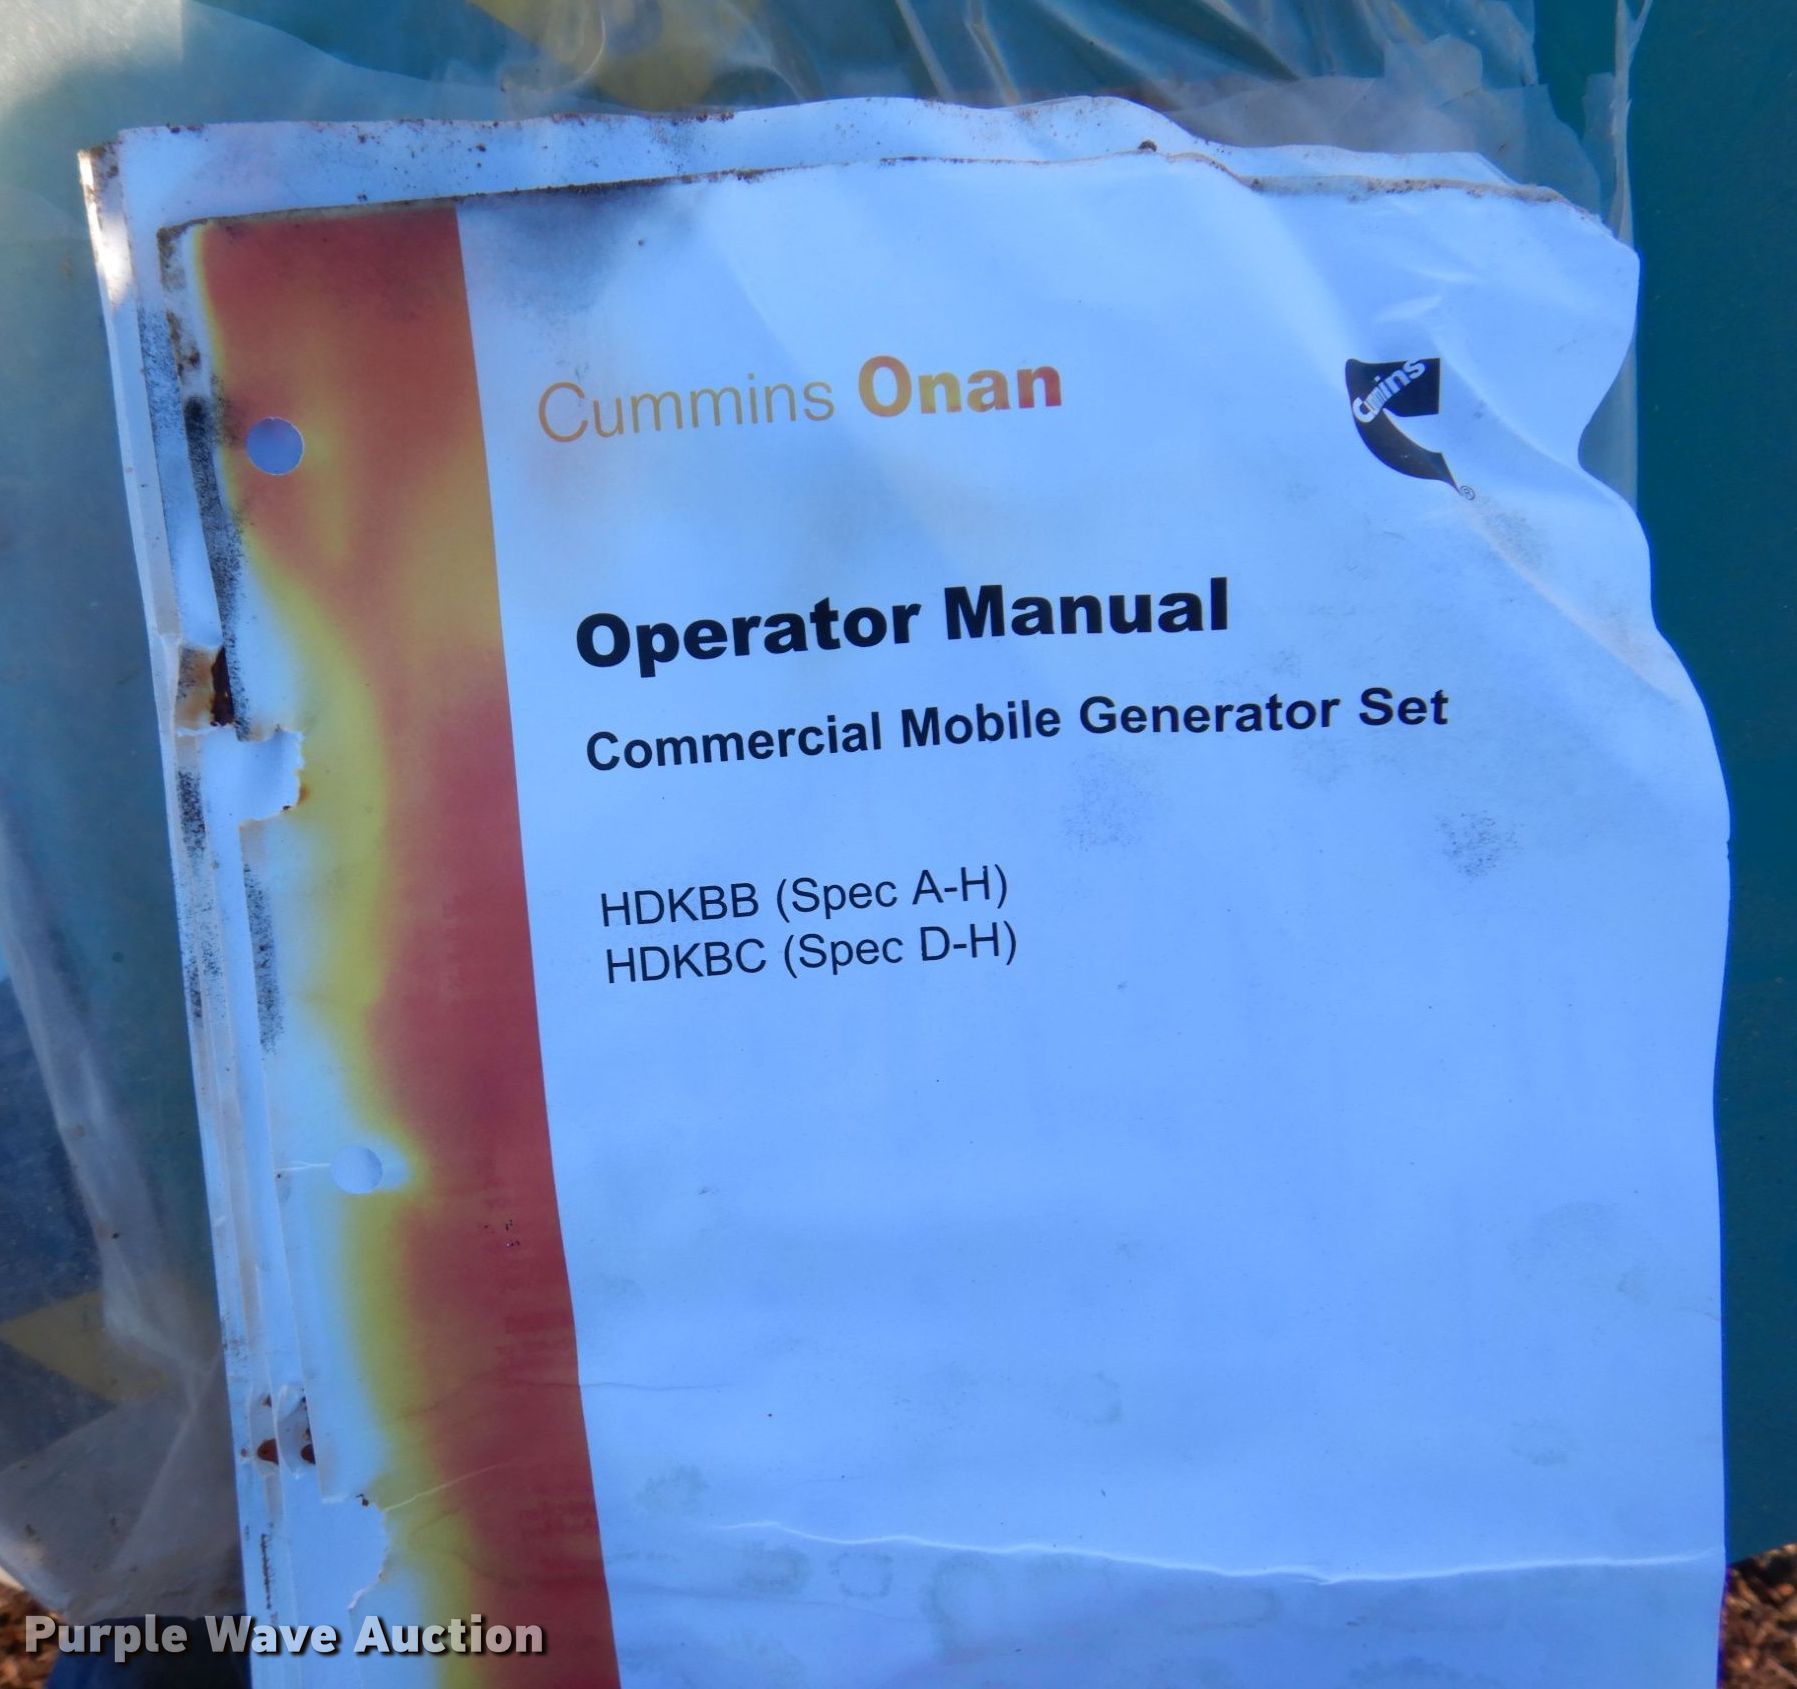 Cummins Onan
Cummins
®
Operator Manual
Commercial Mobile Generator Set
HDKBB (Spec A-H)
HDKBC (Spec D-H)
Purple Wave Auction